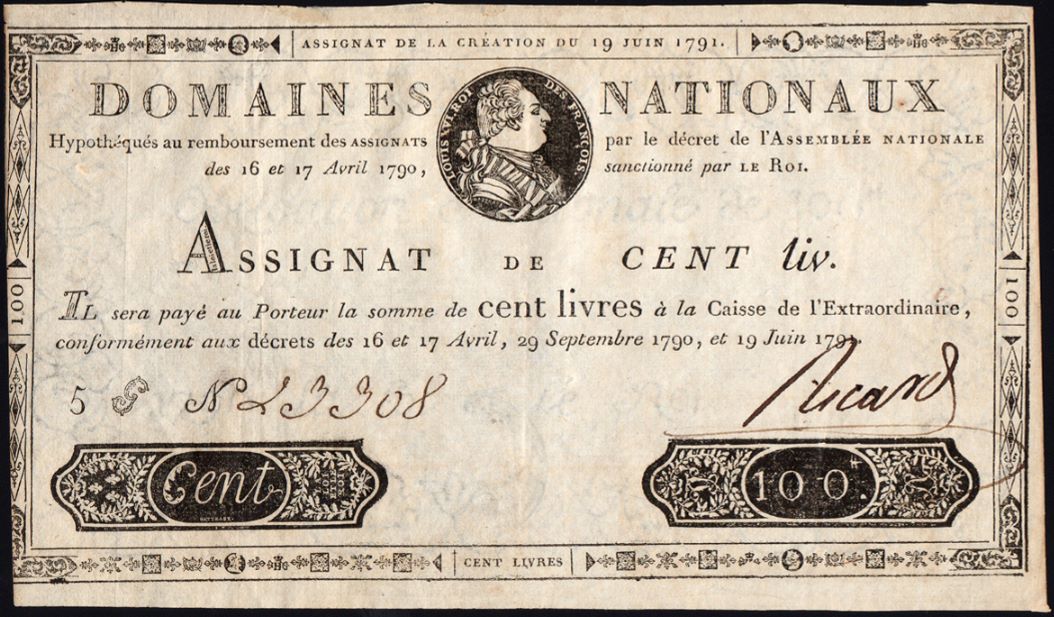 ASSIGNAT DE LA CRÉATION DU 19 JUIN 1791.
DOMAINES NATIONAUX
LOUIS XVI ROI DES FRANÇOIS
Hypothéqués au remboursement des ASSIGNATS par le décret de l'ASSEMBLÉE NATIONALE
des 16 et 17 Avril 1790, sanctionné par LE ROI.
ASSIGNAT DE CENT liv.
IL sera payé au Porteur la somme de cent livres à la Caisse de l'Extraordinaire,
conformément aux décrets des 16 et 17 Avril, 29 Septembre 1790, et 19 Juin 1791.
5 S N 23308 Ricard
Cent 100.
100
100
CENT LIVRES